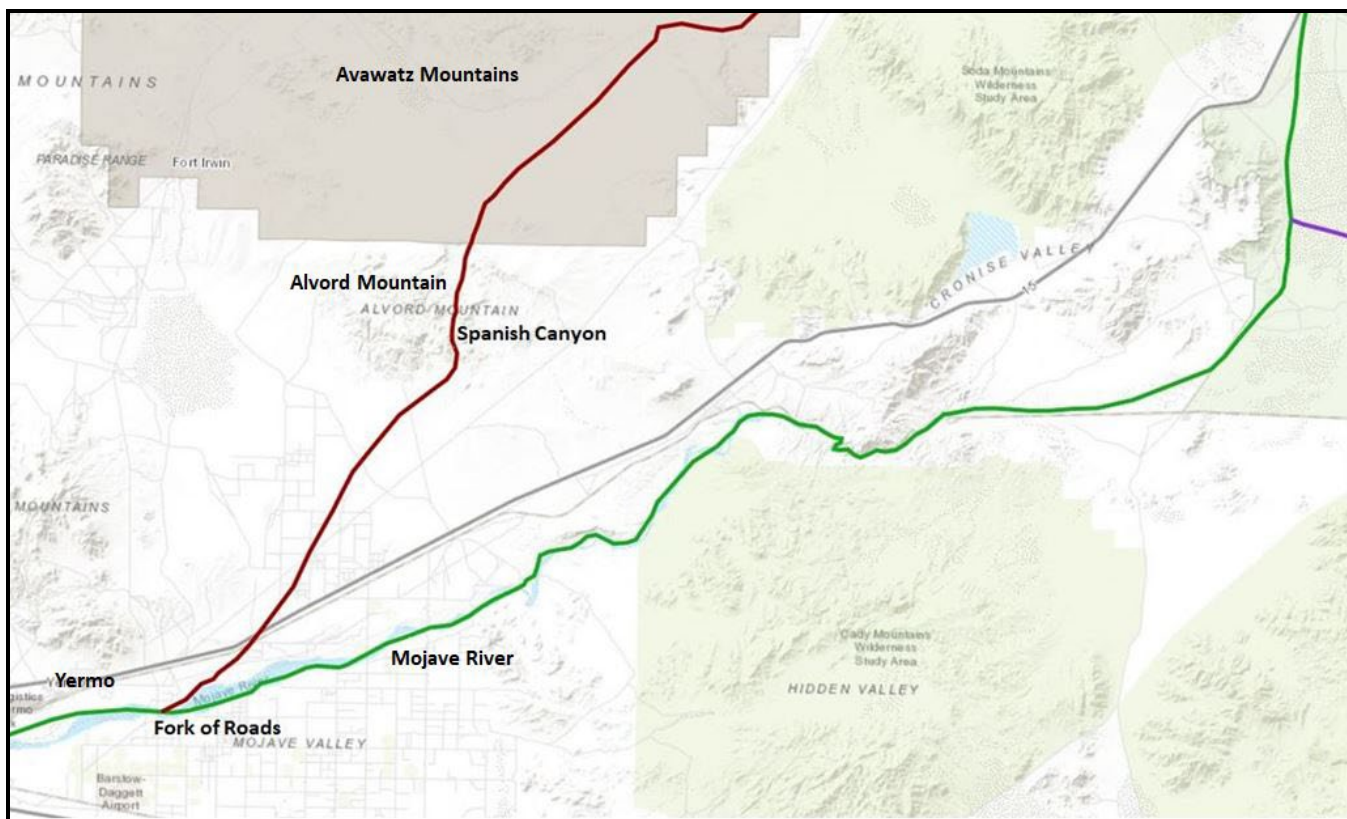 Avawatz Mountains
MOUNTAINS
Soda Mountains
Wilderness
Study Area
PARADISE RANGE
Fort Irwin
CRONISE VALLEY
Alvord Mountain
15
ALVORD MOUNTAIN
Spanish Canyon
MOUNTAINS
Cady Mountains
Wilderness
Study Area
Mojave River
Yermo
HIDDEN VALLEY
Mojave River
Fork of Roads
MOJAVE VALLEY
Barstow-
Daggett
Airport